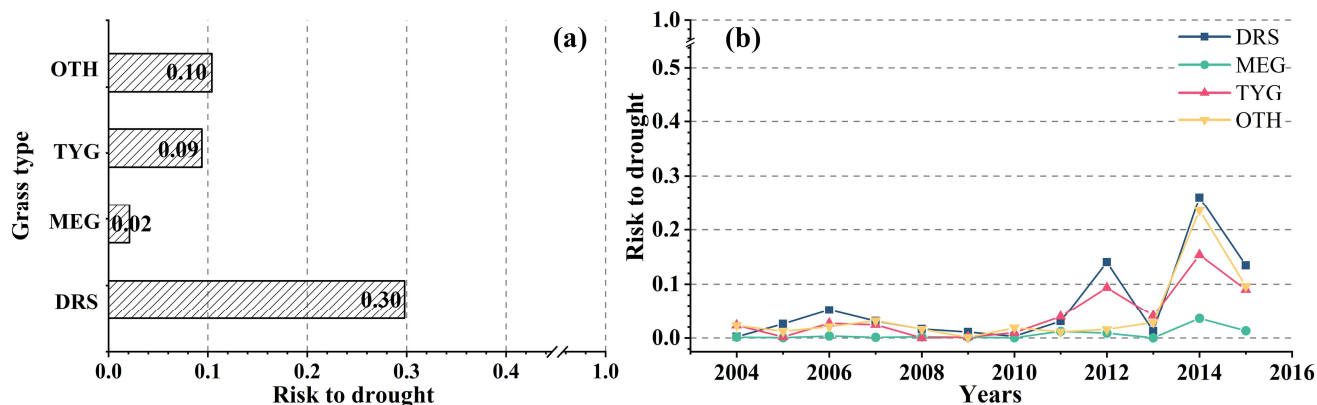 (a)
Grass type
OTH
TYG
MEG
DRS
0.10
0.09
0.02
0.30
0.0 0.1 0.2 0.3 0.4 1.0
Risk to drought
(b)
Risk to drought
1.0
0.5
0.4
0.3
0.2
0.1
0.0
DRS
MEG
TYG
OTH
2004 2006 2008 2010 2012 2014 2016
Years